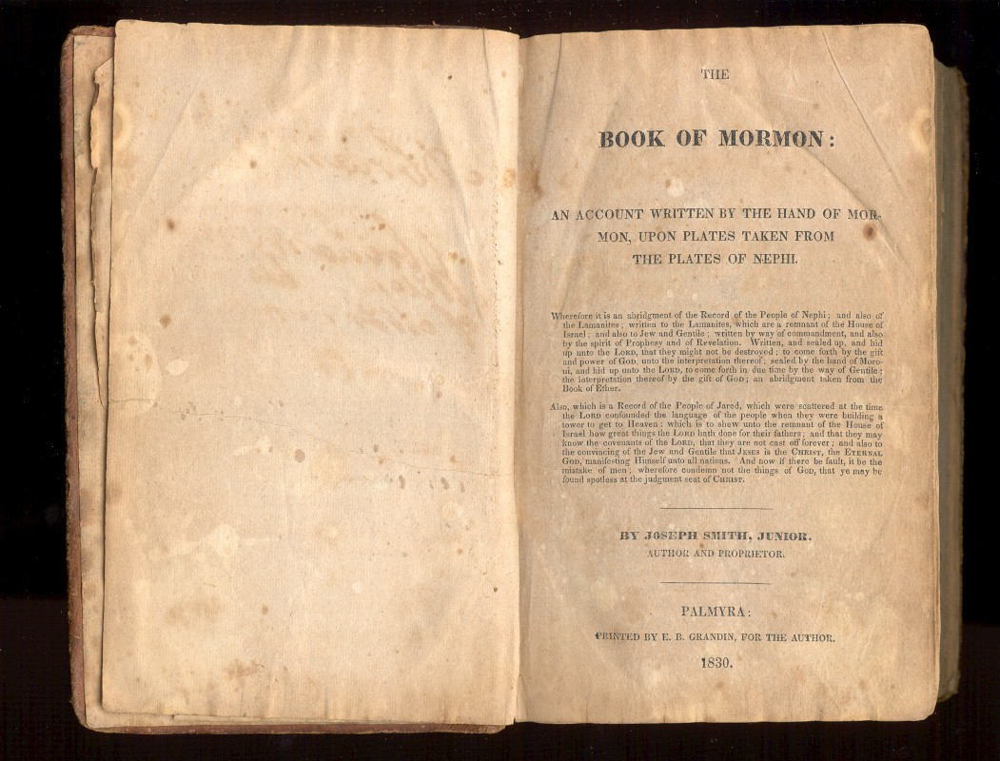 THE
BOOK OF MORMON:
AN ACCOUNT WRITTEN BY THE HAND OF MOR-
MON, UPON PLATES TAKEN FROM
THE PLATES OF NEPHI.
Wherefore it is an abridgment of the Record of the People of Nephi; and also of
the Lamanites; written to the Lamanites, which are a remnant of the House of
Israel; and also to Jew and Gentile; written by way of commandment, and also
by the spirit of Prophesy and of Revelation. Written, and sealed up, and hid
up unto the LORD, that they might not be destroyed; to come forth by the gift
and power of GOD, unto the interpretation thereof; sealed by the hand of Moro-
ni, and hid up unto the LORD, to come forth in due time by the way of Gentile;
the interpretation thereof by the gift of GOD; an abridgment taken from the
Book of Ether.
Also, which is a Record of the People of Jared, which were scattered at the time
the LORD confounded the language of the people when they were building a
tower to get to Heaven: which is to shew unto the remnant of the House of
Israel how great things the LORD hath done for their fathers; and that they may
know the covenants of the LORD, that they are not cast off forever; and also to
the convincing of the Jew and Gentile that JESUS is the CHRIST, the ETERNAL
GOD, manifesting Himself unto all nations. And now if there be fault, it be the
mistake of men; wherefore condemn not the things of GOD, that ye may be
found spotless at the judgment seat of CHRIST.
BY JOSEPH SMITH, JUNIOR,
AUTHOR AND PROPRIETOR.
PALMYRA:
PRINTED BY E. B. GRANDIN, FOR THE AUTHOR.
1830.